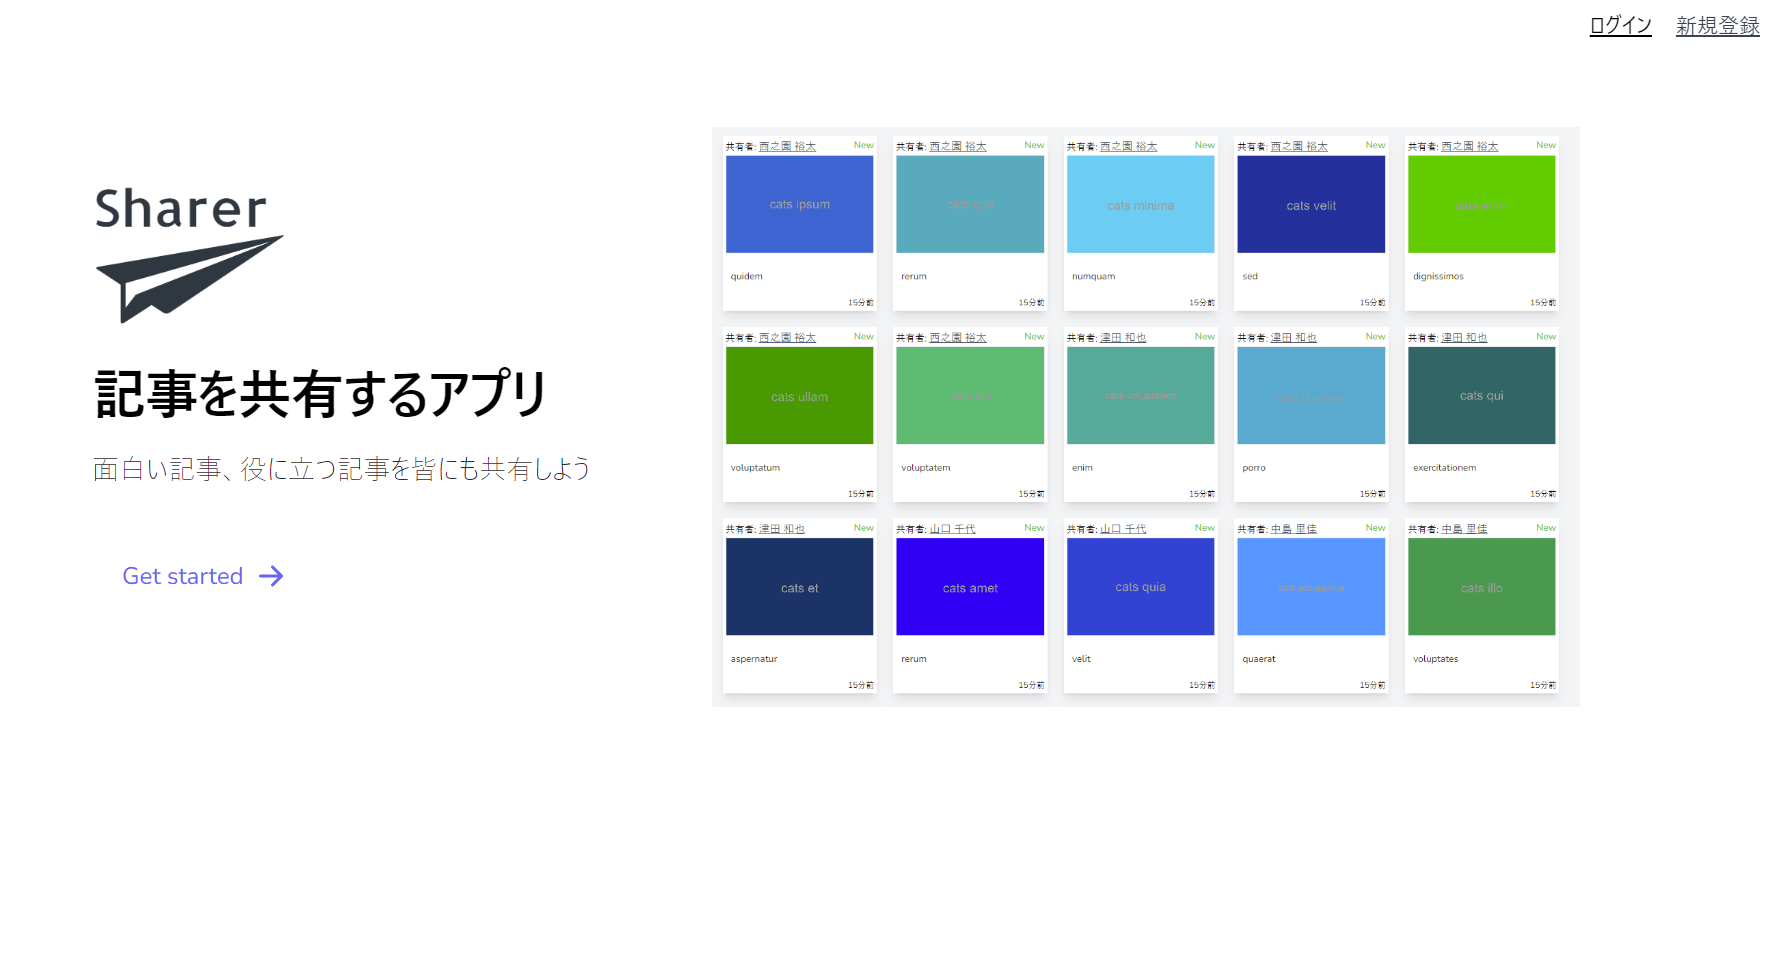 ログイン 新規登録
Sharer
記事を共有するアプリ
面白い記事、役に立つ記事を皆にも共有しよう
Get started
共有者: 西之園 裕太 New
cats ipsum
quidem
15分前
共有者: 西之園 裕太 New
cats quo
rerum
15分前
共有者: 西之園 裕太 New
cats minima
numquam
15分前
共有者: 西之園 裕太 New
cats velit
sed
15分前
共有者: 西之園 裕太 New
cats
dignissimos
15分前
共有者: 西之園 裕太 New
cats ullam
voluptatum
15分前
共有者: 西之園 裕太 New
cats
voluptatem
15分前
共有者: 津田 和也 New
cats voluptatem
enim
15分前
共有者: 津田 和也 New
porro
15分前
共有者: 津田 和也 New
cats qui
exercitationem
15分前
共有者: 津田 和也 New
cats et
aspernatur
15分前
共有者: 山口 千代 New
cats amet
rerum
15分前
共有者: 山口 千代 New
cats quia
velit
15分前
共有者: 中島 里佳 New
cats
quaerat
15分前
共有者: 中島 里佳 New
cats illo
voluptates
15分前